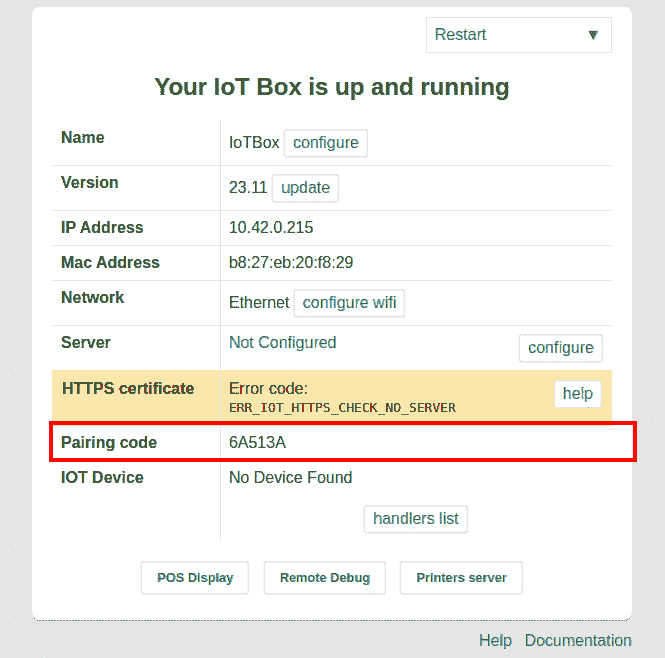 Restart ▼
Your IoT Box is up and running
Name IoTBox configure
Version 23.11 update
IP Address 10.42.0.215
Mac Address b8:27:eb:20:f8:29
Network Ethernet configure wifi
Server Not Configured configure
HTTPS certificate Error code: help
ERR_IOT_HTTPS_CHECK_NO_SERVER
Pairing code 6A513A
IOT Device No Device Found
handlers list
POS Display Remote Debug Printers server
Help Documentation